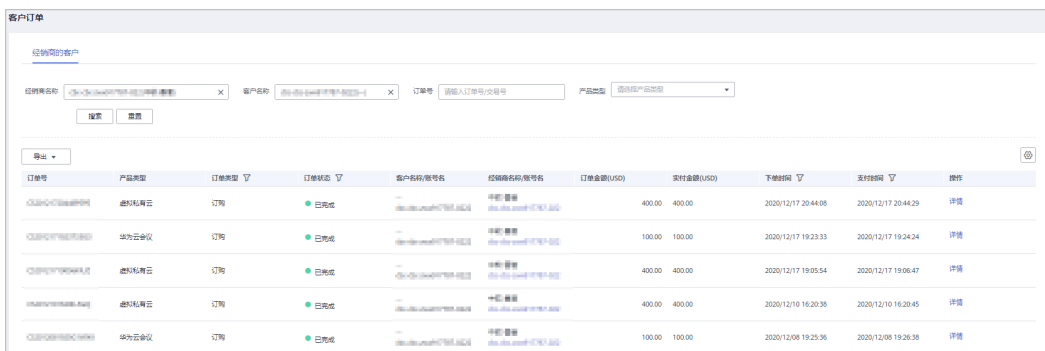 客户订单
经销商的客户
经销商名称 × 客户名称 × 订单号 请输入订单号/交易号 产品类型 请选择产品类型
搜索 重置
导出
订单号 产品类型 订单类型 订单状态 客户名称/账号名 经销商名称/账号名 订单金额(USD) 实付金额(USD) 下单时间 支付时间 操作
虚拟私有云 订购 已完成 -- 400.00 400.00 2020/12/17 20:44:08 2020/12/17 20:44:29 详情
华为云会议 订购 已完成 -- 100.00 100.00 2020/12/17 19:23:33 2020/12/17 19:24:24 详情
虚拟私有云 订购 已完成 -- 400.00 400.00 2020/12/17 19:05:54 2020/12/17 19:06:47 详情
虚拟私有云 订购 已完成 -- 400.00 400.00 2020/12/10 16:20:38 2020/12/10 16:20:45 详情
华为云会议 订购 已完成 -- 100.00 100.00 2020/12/08 19:25:36 2020/12/08 19:26:38 详情